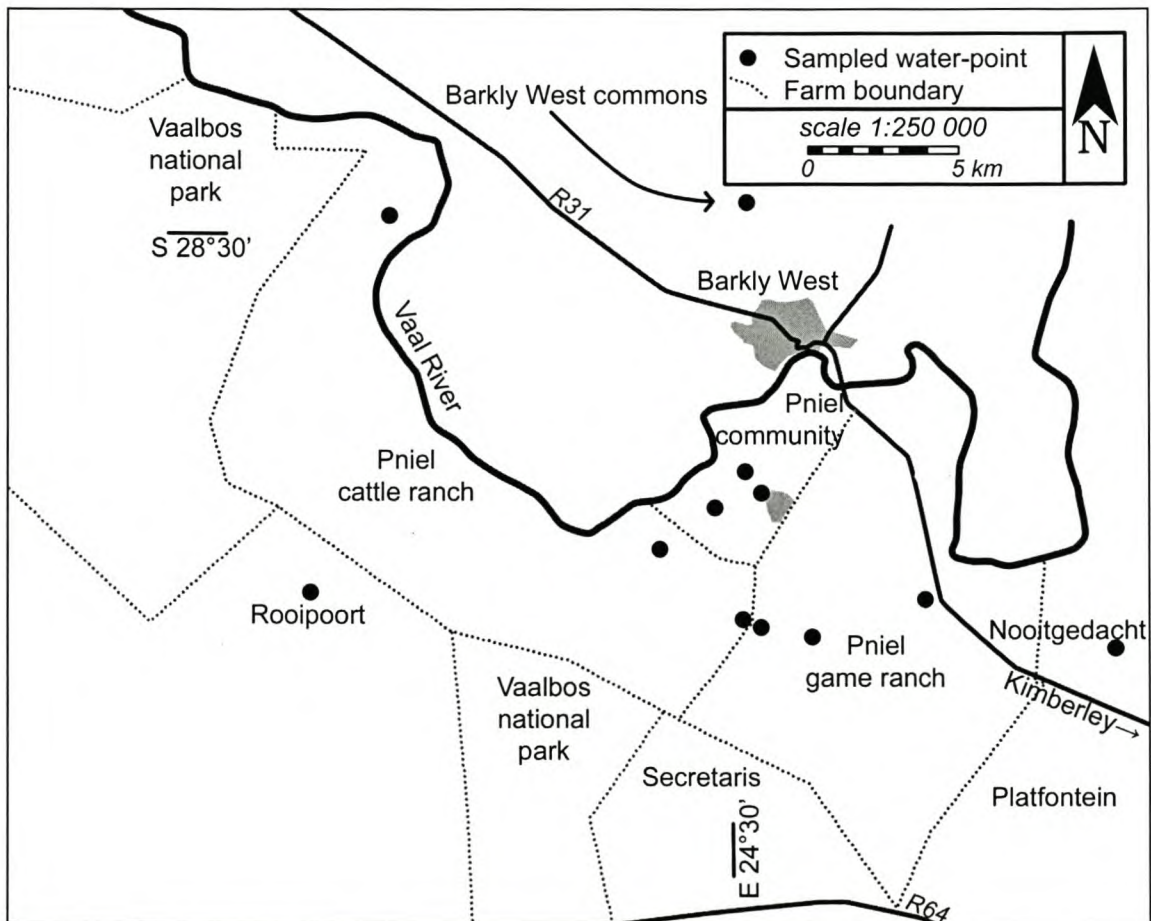 Sampled water-point
Farm boundary
scale 1:250 000
0 5 km
N
Barkly West commons
Vaalbos
national
park
S 28°30'
R31
Barkly West
Vaal River
Pniel
community
Pniel
cattle ranch
Rooipoort
Nooitgedacht
Pniel
game ranch
Kimberley→
Vaalbos
national
park
Secretaris
E 24°30'
Platfontein
R64